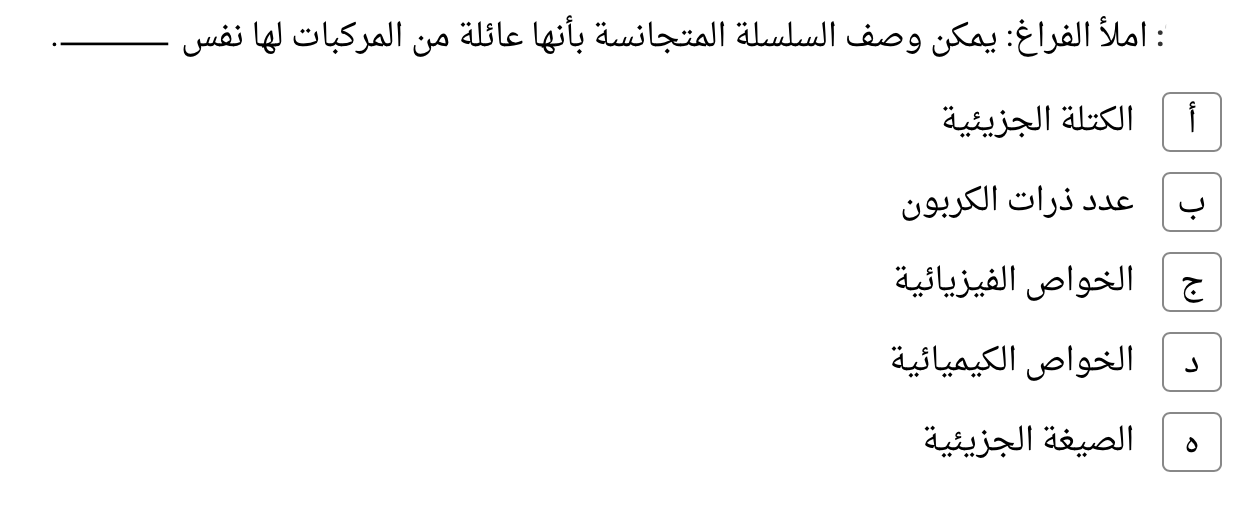 : املأ الفراغ: يمكن وصف السلسلة المتجانسة بأنها عائلة من المركبات لها نفس ــــــــــ.
أ الكتلة الجزيئية
ب عدد ذرات الكربون
ج الخواص الفيزيائية
د الخواص الكيميائية
ه الصيغة الجزيئية